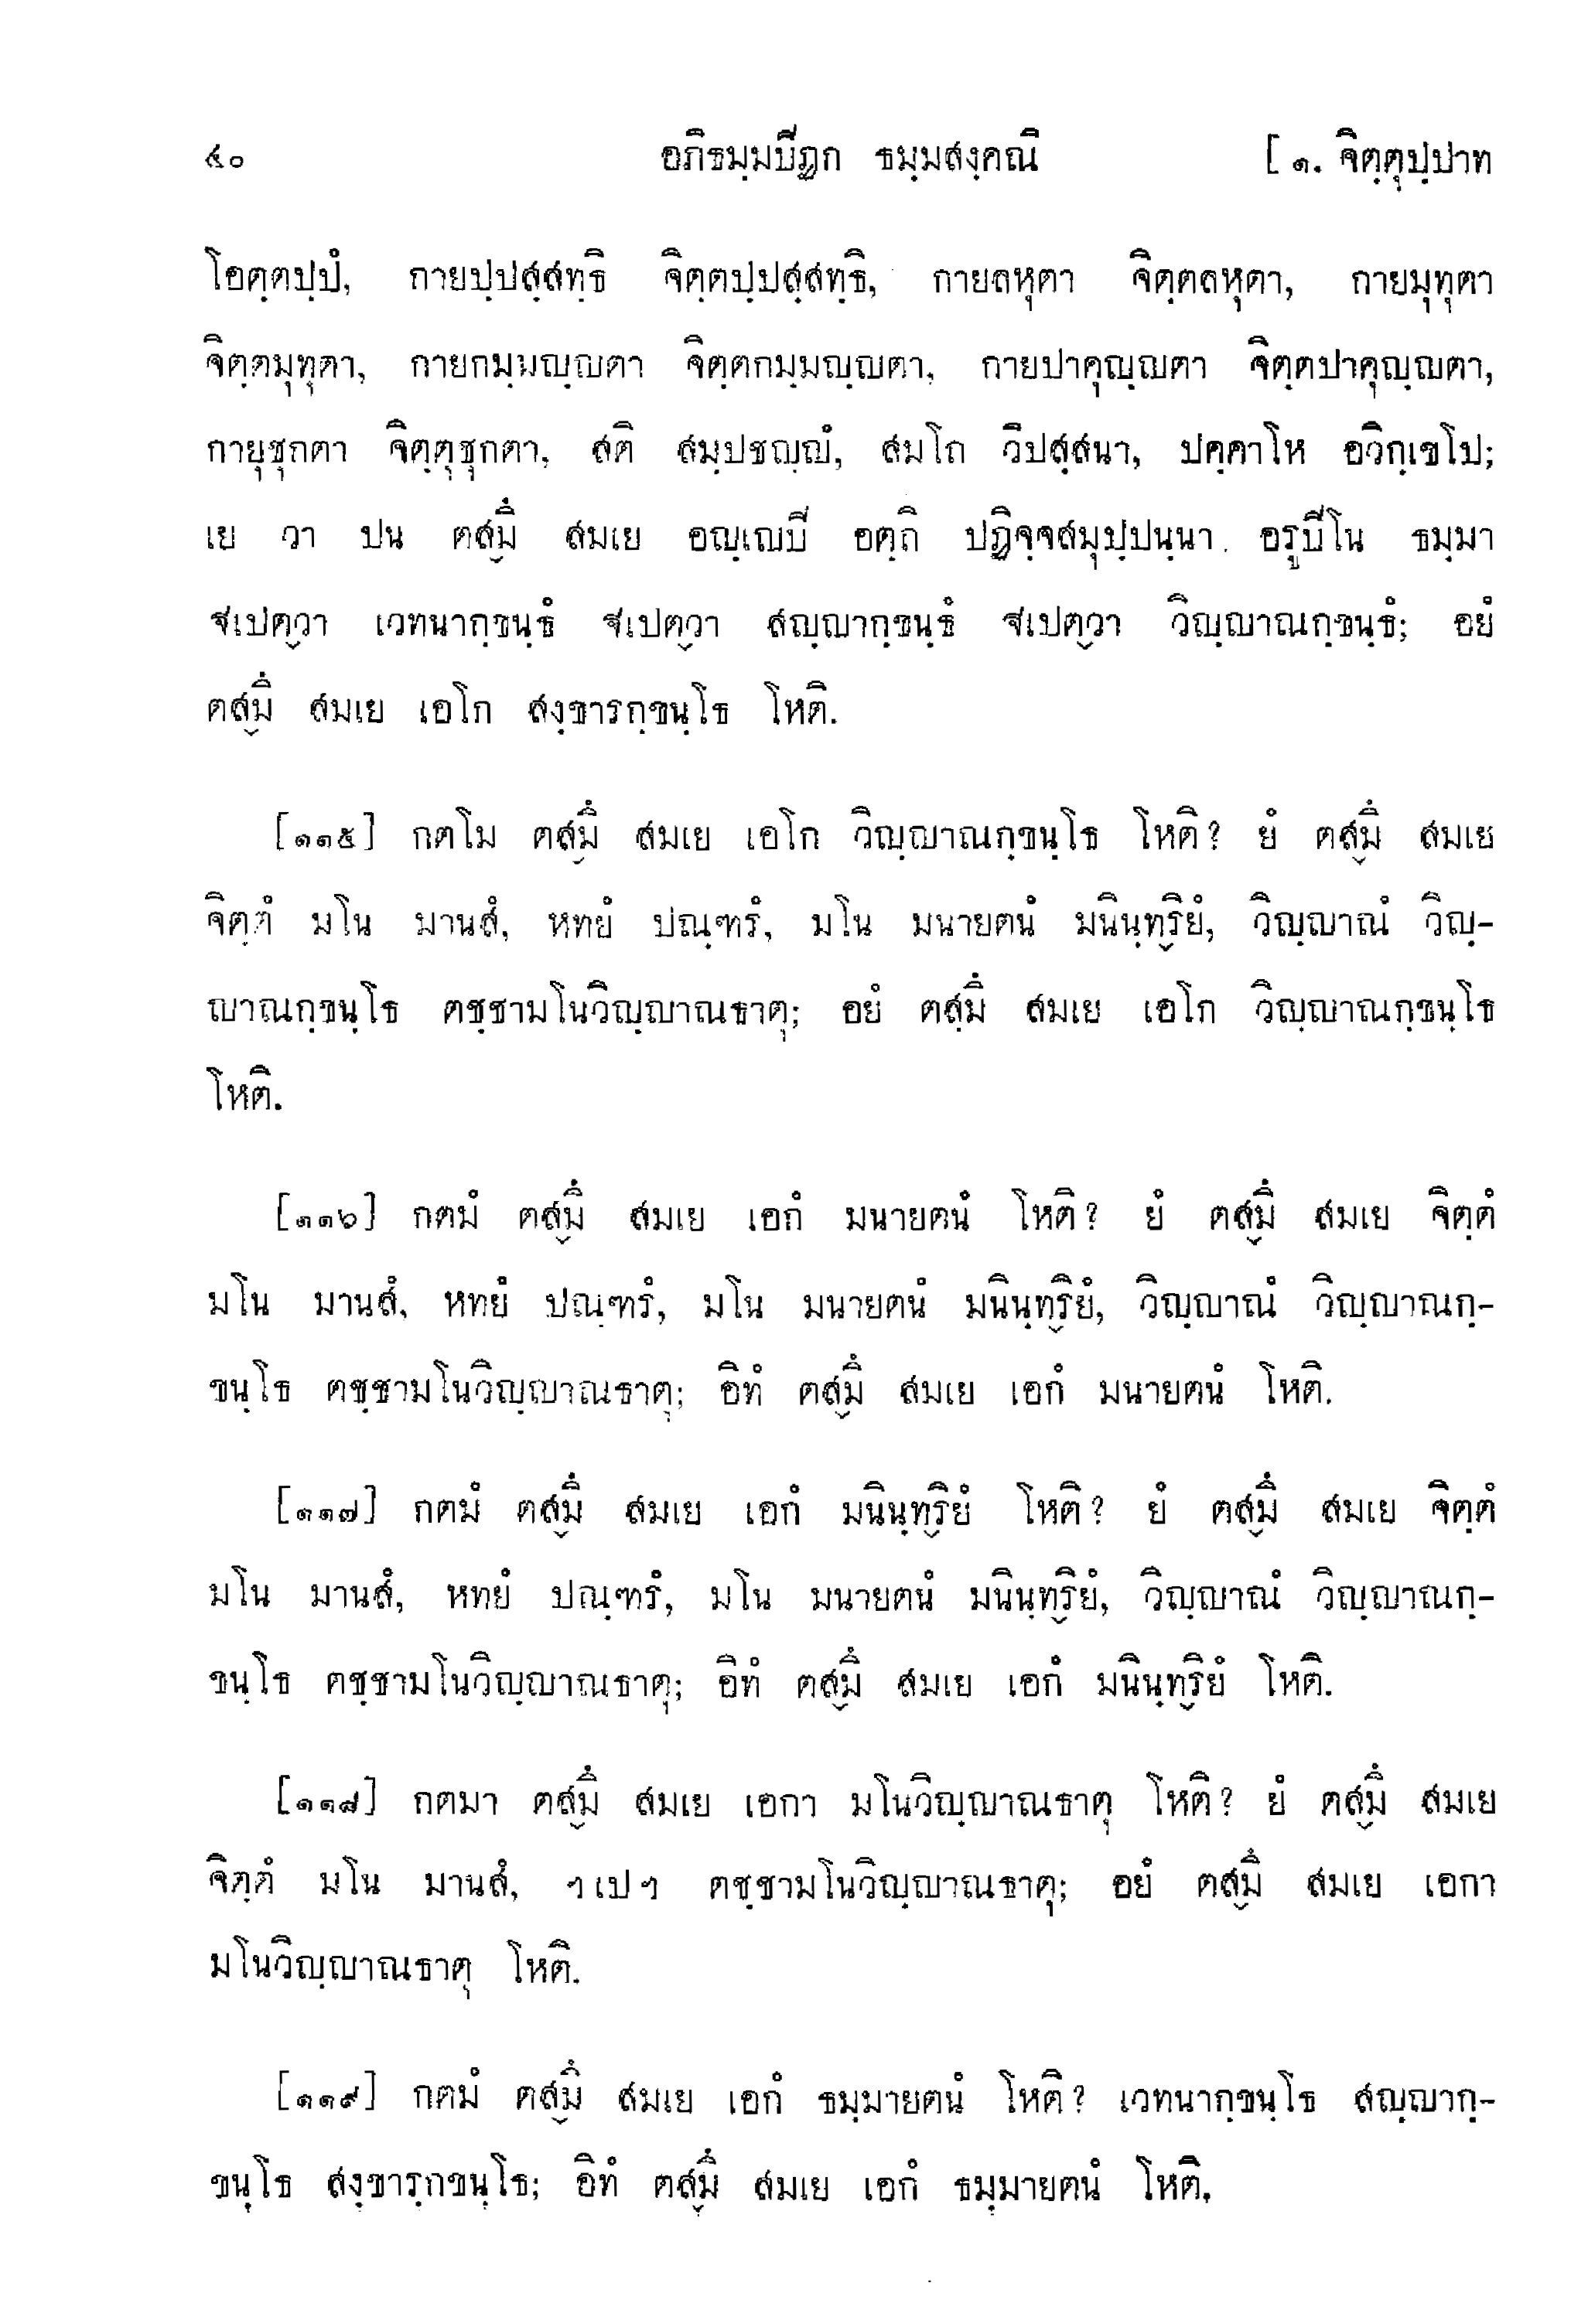 ๔๐ อภิธมฺมปีฏก ธมฺมสงฺคณี [ ๑. จิตฺตุปฺปาท
โอตฺตปฺปํ, กายปฺปสฺสทฺธิ จิตฺตปฺปสฺสทฺธิ, กายลหุตา จิตฺตลหุตา, กายมุทุตา
จิตฺตมุทุตา, กายกมฺมญฺญตา จิตฺตกมฺมญฺญตา, กายปาคุญฺญตา จิตฺตปาคุญฺญตา,
กายุชุกตา จิตฺตุชุกตา, สติ สมฺปชญฺญํ, สมโถ วิปสฺสนา, ปคฺคาโห อวิกฺเขโป;
เย วา ปน ตสฺมึ สมเย อญฺเญปี อตฺถิ ปฏิจฺจสมุปฺปนฺนา อรูปีโน ธมฺมา
ฐเปตฺวา เวทนากฺขนฺธํ ฐเปตฺวา สญฺญากฺขนฺธํ ฐเปตฺวา วิญฺญาณกฺขนฺธํ; อยํ
ตสฺมึ สมเย เอโก สงฺขารกฺขนฺโธ โหติ.
[๑๑๕] กตโม ตสฺมึ สมเย เอโก วิญฺญาณกฺขนฺโธ โหติ? ยํ ตสฺมึ สมเย
จิตฺตํ มโน มานสํ, หทยํ ปณฺฑรํ, มโน มนายตนํ มนินฺทฺริยํ, วิญฺญาณํ วิญฺ-
ญาณกฺขนฺโธ ตชฺชามโนวิญฺญาณธาตุ; อยํ ตสฺมึ สมเย เอโก วิญฺญาณกฺขนฺโธ
โหติ.
[๑๑๖] กตมํ ตสฺมึ สมเย เอกํ มนายตนํ โหติ? ยํ ตสฺมึ สมเย จิตฺตํ
มโน มานสํ, หทยํ ปณฺฑรํ, มโน มนายตนํ มนินฺทฺริยํ, วิญฺญาณํ วิญฺญาณกฺ-
ขนฺโธ ตชฺชามโนวิญฺญาณธาตุ; อิทํ ตสฺมึ สมเย เอกํ มนายตนํ โหติ.
[๑๑๗] กตมํ ตสฺมึ สมเย เอกํ มนินฺทฺริยํ โหติ? ยํ ตสฺมึ สมเย จิตฺตํ
มโน มานสํ, หทยํ ปณฺฑรํ, มโน มนายตนํ มนินฺทฺริยํ, วิญฺญาณํ วิญฺญาณกฺ-
ขนฺโธ ตชฺชามโนวิญฺญาณธาตุ; อิทํ ตสฺมึ สมเย เอกํ มนินฺทฺริยํ โหติ.
[๑๑๘] กตมา ตสฺมึ สมเย เอกา มโนวิญฺญาณธาตุ โหติ? ยํ ตสฺมึ สมเย
จิตฺตํ มโน มานสํ, ฯเปฯ ตชฺชามโนวิญฺญาณธาตุ; อยํ ตสฺมึ สมเย เอกา
มโนวิญฺญาณธาตุ โหติ.
[๑๑๙] กตมํ ตสฺมึ สมเย เอกํ ธมฺมายตนํ โหติ? เวทนากฺขนฺโธ สญฺญากฺ-
ขนฺโธ สงฺขารฺกขนฺโธ; อิทํ ตสฺมึ สมเย เอกํ ธมฺมายตนํ โหติ.